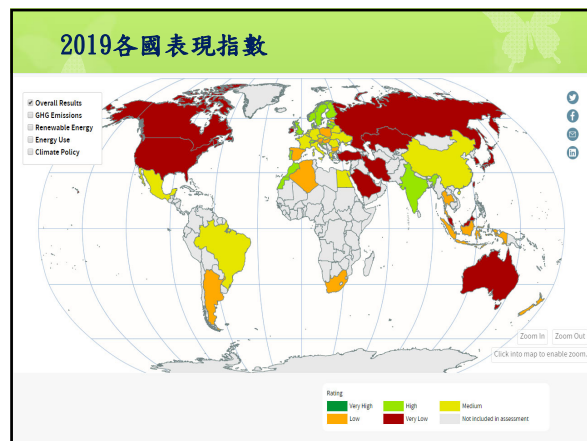 2019各國表現指數
Overall Results
GHG Emissions
Renewable Energy
Energy Use
Climate Policy
Zoom In
Zoom Out
Click into map to enable zoom.
Rating
Very High
High
Medium
Low
Very Low
Not included in assessment